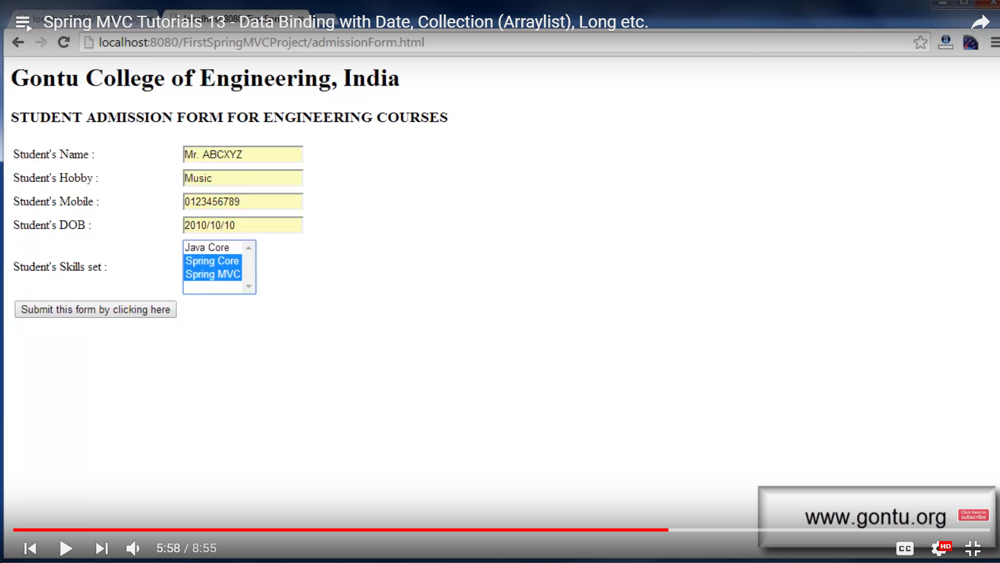 Spring MVC Tutorials 13 - Data Binding with Date, Collection (Arraylist), Long etc.
localhost:8080/FirstSpringMVCProject/admissionForm.html
Gontu College of Engineering, India
STUDENT ADMISSION FORM FOR ENGINEERING COURSES
Student's Name : Mr. ABCXYZ
Student's Hobby : Music
Student's Mobile : 0123456789
Student's DOB : 2010/10/10
Java Core
Spring Core
Student's Skills set :
Spring MVC
Submit this form by clicking here
www.gontu.org
Click here to
subscribe
5:58 / 8:55
CC
HD